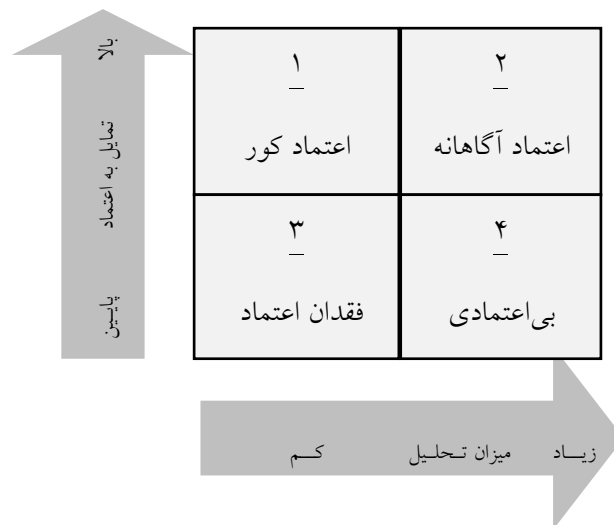 بالا
تمایل به اعتماد
پایین
۱
اعتماد کور
۲
اعتماد آگاهانه
۳
فقدان اعتماد
۴
بی‌اعتمادی
کم
میزان تحلیل
زیاد